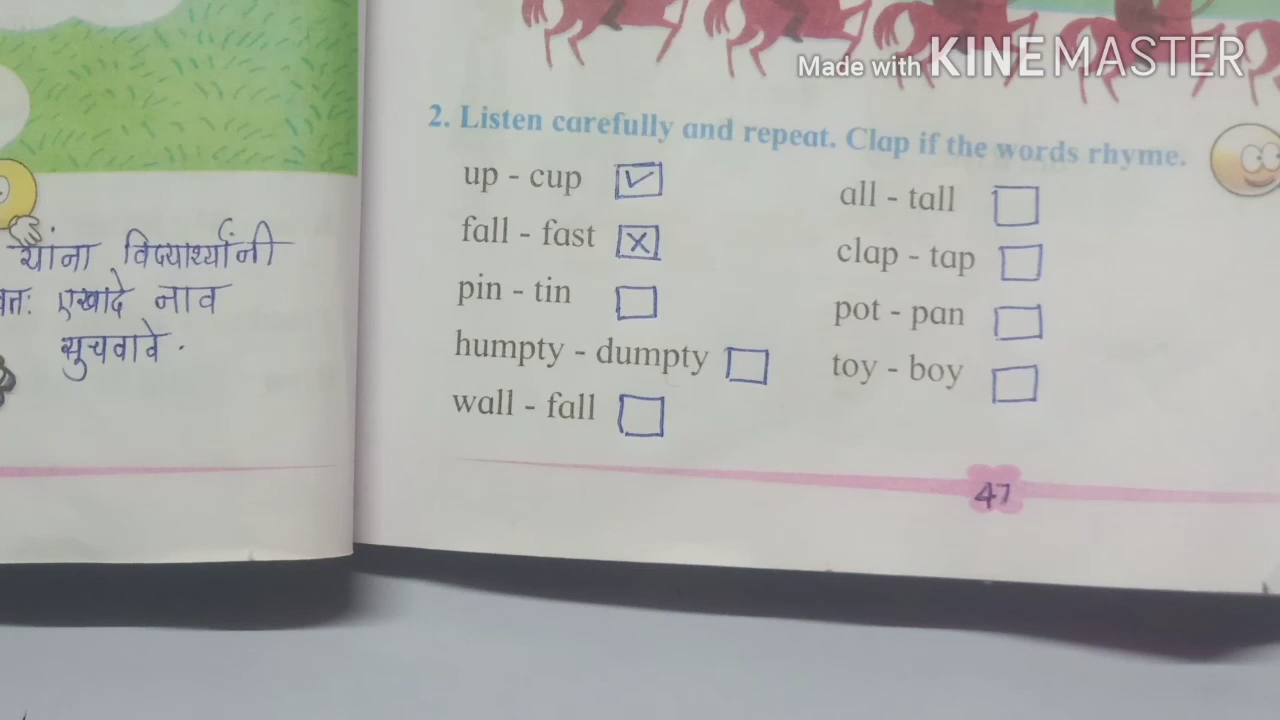 Made with KINEMASTER
2. Listen carefully and repeat. Clap if the words rhyme.
up - cup ✓
fall - fast x
pin - tin
humpty - dumpty
wall - fall
all - tall
clap - tap
pot - pan
toy - boy
47
यांना विद्यार्थ्यांनी
एखादे नाव
सुचवावे.